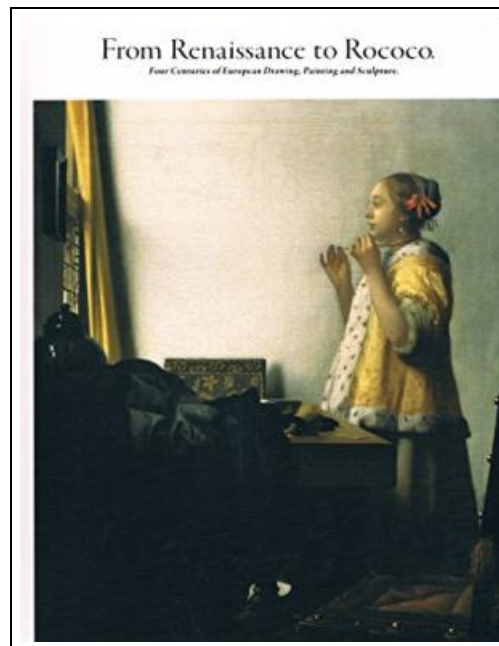 From Renaissance to Rococo.
Four Centuries of European Drawing, Painting and Sculpture.